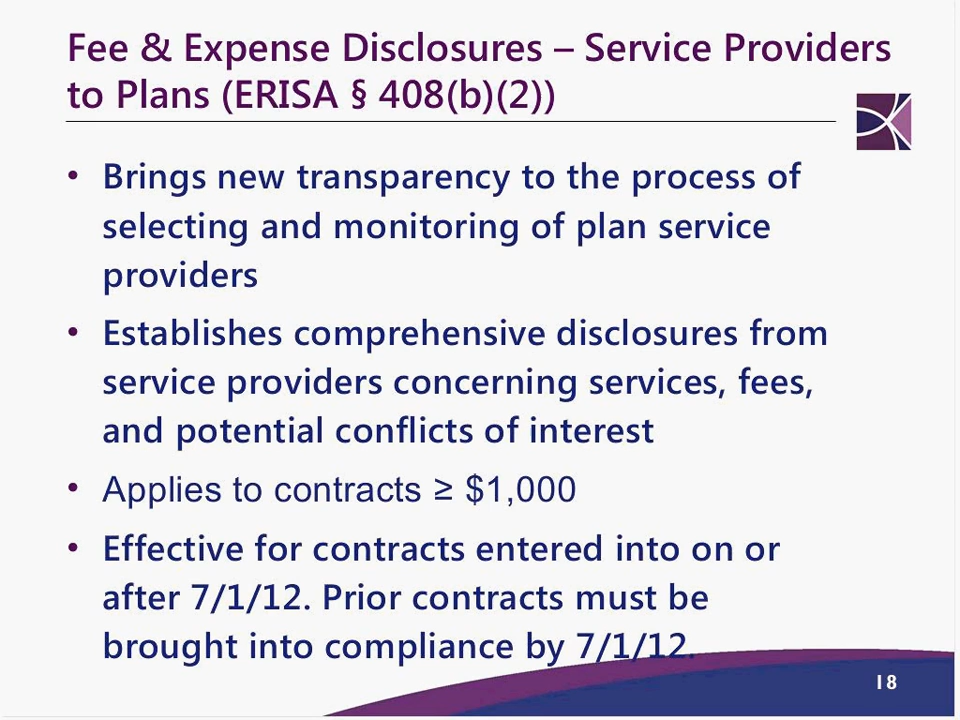 Fee & Expense Disclosures – Service Providers
to Plans (ERISA § 408(b)(2))
• Brings new transparency to the process of
selecting and monitoring of plan service
providers
• Establishes comprehensive disclosures from
service providers concerning services, fees,
and potential conflicts of interest
• Applies to contracts ≥ $1,000
• Effective for contracts entered into on or
after 7/1/12. Prior contracts must be
brought into compliance by 7/1/12.
18